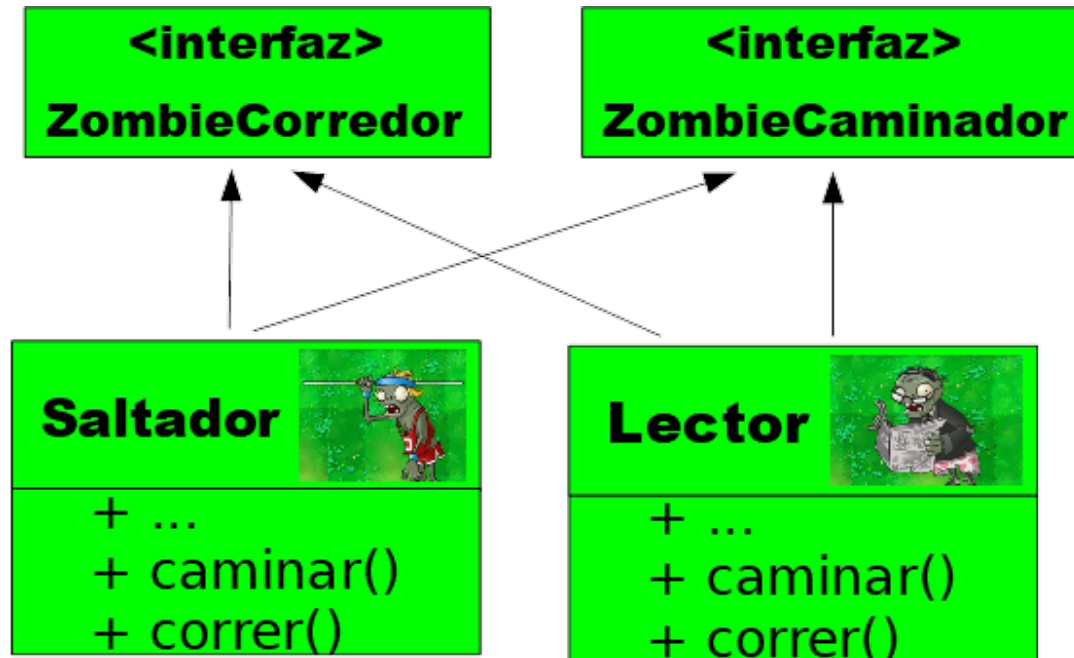 <interfaz>
ZombieCorredor
<interfaz>
ZombieCaminador
Saltador
+ ...
+ caminar()
+ correr()
Lector
+ ...
+ caminar()
+ correr()